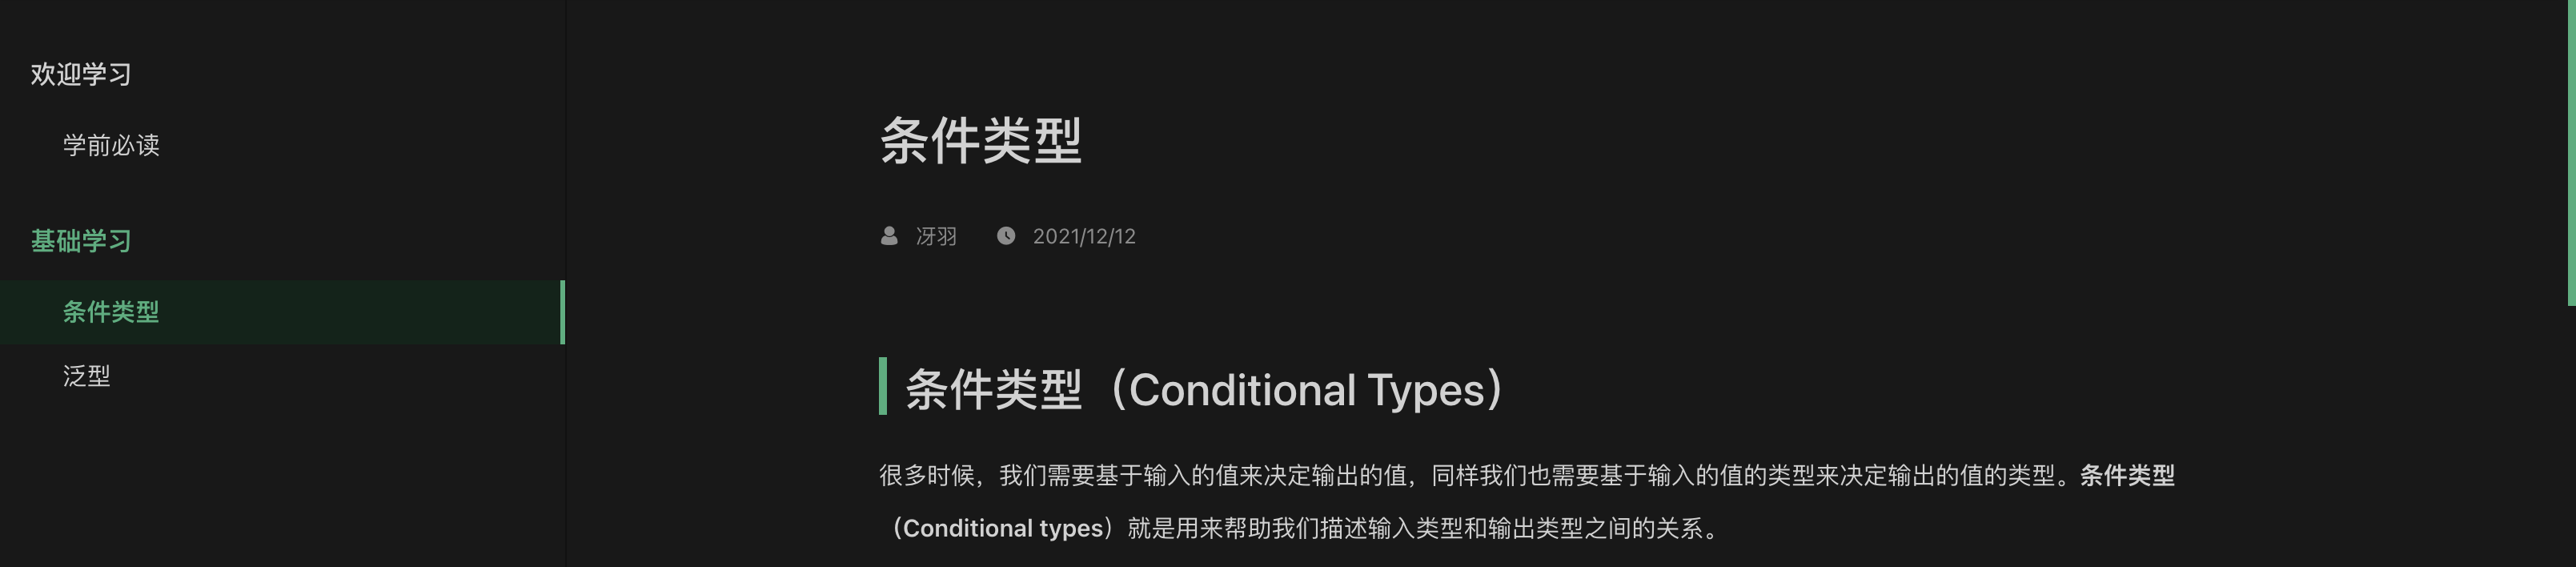 欢迎学习
学前必读
基础学习
条件类型
泛型
条件类型
冴羽 2021/12/12
条件类型（Conditional Types）
很多时候，我们需要基于输入的值来决定输出的值，同样我们也需要基于输入的值的类型来决定输出的值的类型。条件类型
（Conditional types）就是用来帮助我们描述输入类型和输出类型之间的关系。